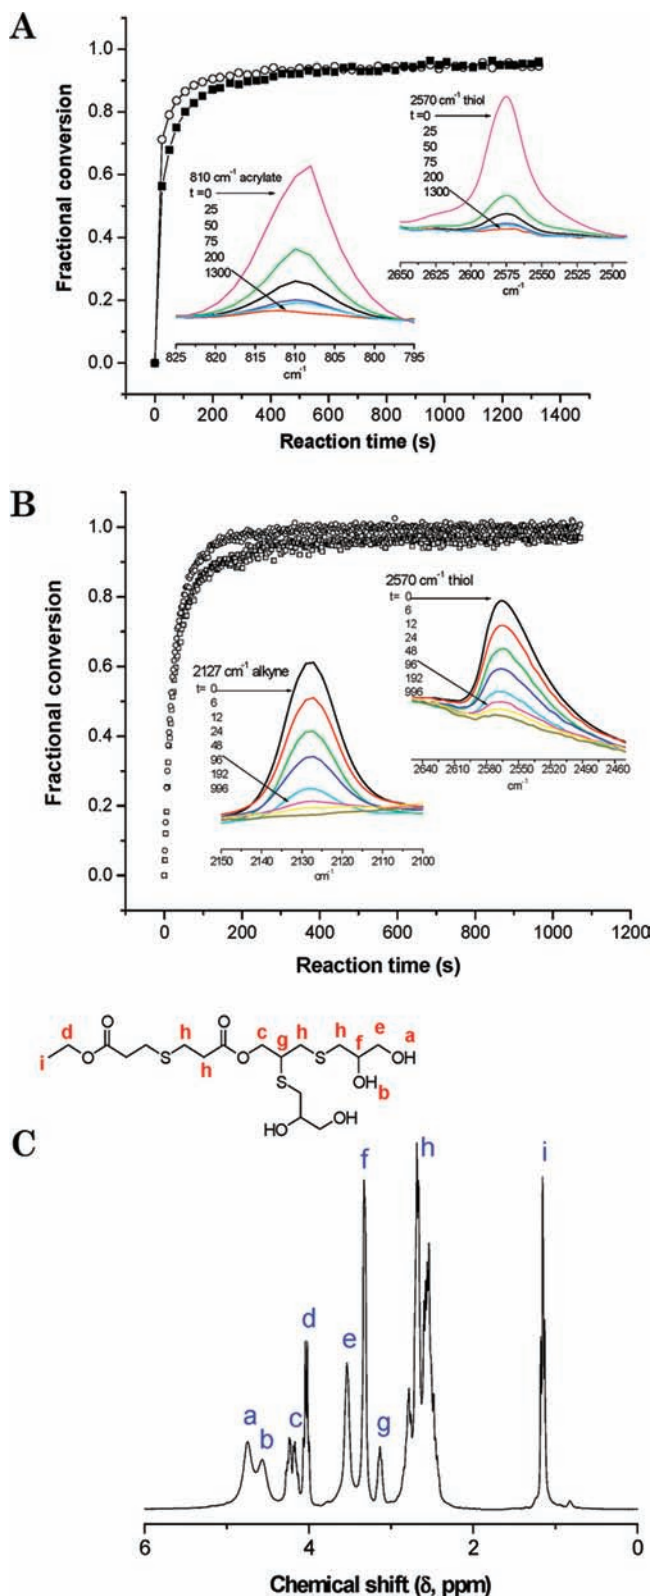 A
Fractional conversion
1.0
0.8
0.6
0.4
0.2
0.0
2570 cm⁻¹ thiol
t =0
25
50
75
200
1300
2650 2625 2600 2575 2550 2525 2500
cm⁻¹
810 cm⁻¹ acrylate
t =0
25
50
75
200
1300
825 820 815 810 805 800 795
cm⁻¹
0 200 400 600 800 1000 1200 1400
Reaction time (s)
B
Fractional conversion
1.0
0.8
0.6
0.4
0.2
0.0
2570 cm⁻¹ thiol
t= 0
6
12
24
48
96
192
996
2640 2610 2580 2550 2520 2490 2460
cm⁻¹
2127 cm⁻¹ alkyne
t= 0
6
12
24
48
96
192
996
2150 2140 2130 2120 2110 2100
cm⁻¹
0 200 400 600 800 1000 1200
Reaction time (s)
d O h O c h h e a
i O S h O g S f OH
S OH b
HO OH
C
a b c d e f g h i
6 4 2 0
Chemical shift (δ, ppm)